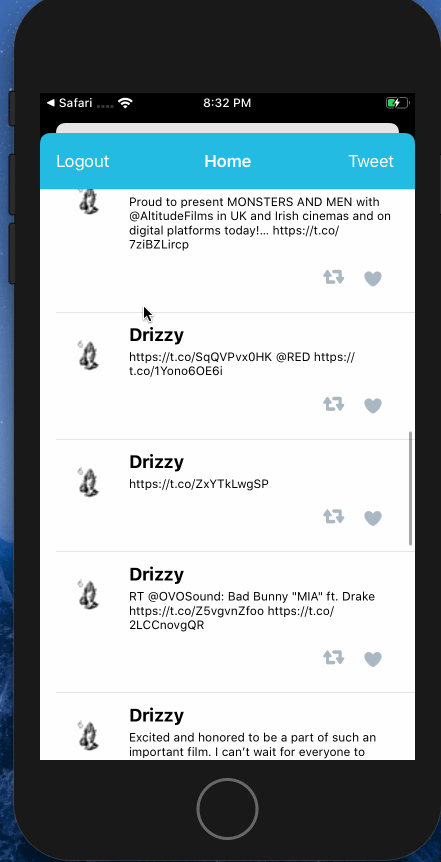 ◀ Safari
8:32 PM
Logout
Home
Tweet
Proud to present MONSTERS AND MEN with
@AltitudeFilms in UK and Irish cinemas and on
digital platforms today!... https://t.co/
7ziBZLircp
Drizzy
https://t.co/SqQVPvx0HK @RED https://
t.co/1Yono6OE6i
Drizzy
https://t.co/ZxYTkLwgSP
Drizzy
RT @OVOSound: Bad Bunny "MIA" ft. Drake
https://t.co/Z5vgvnZfoo https://t.co/
2LCCnovgQR
Drizzy
Excited and honored to be a part of such an
important film. I can’t wait for everyone to